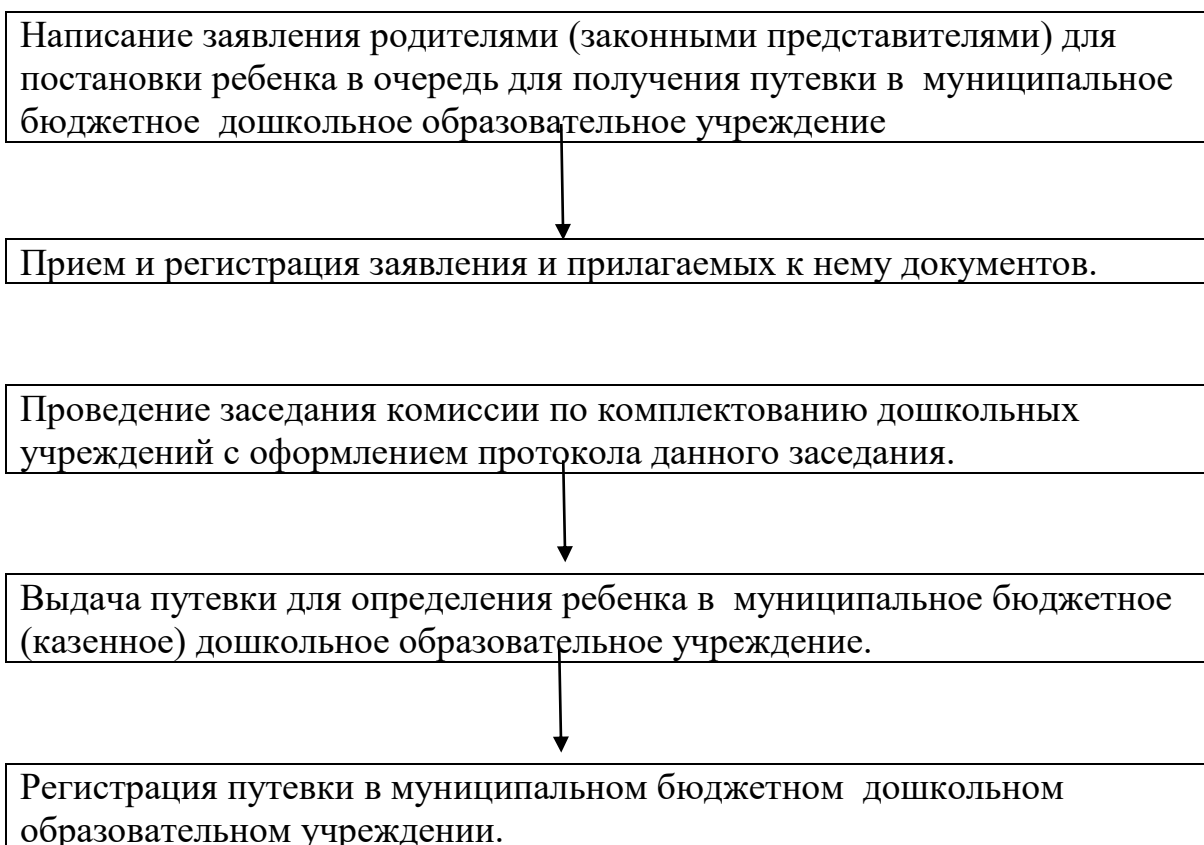 Написание заявления родителями (законными представителями) для
постановки ребенка в очередь для получения путевки в муниципальное
бюджетное дошкольное образовательное учреждение
Прием и регистрация заявления и прилагаемых к нему документов.
Проведение заседания комиссии по комплектованию дошкольных
учреждений с оформлением протокола данного заседания.
Выдача путевки для определения ребенка в муниципальное бюджетное
(казенное) дошкольное образовательное учреждение.
Регистрация путевки в муниципальном бюджетном дошкольном
образовательном учреждении.